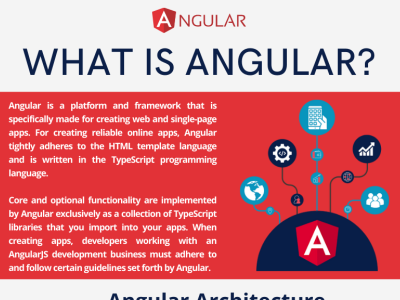 ANGULAR
WHAT IS ANGULAR?
Angular is a platform and framework that is
specifically made for creating web and single-page
apps. For creating reliable online apps, Angular
tightly adheres to the HTML template language
and is written in the TypeScript programming
language.
Core and optional functionality are implemented
by Angular exclusively as a collection of TypeScript
libraries that you import into your apps. When
creating apps, developers working with an
AngularJS development business must adhere to
and follow certain guidelines set forth by Angular.
A
Angular Architecture